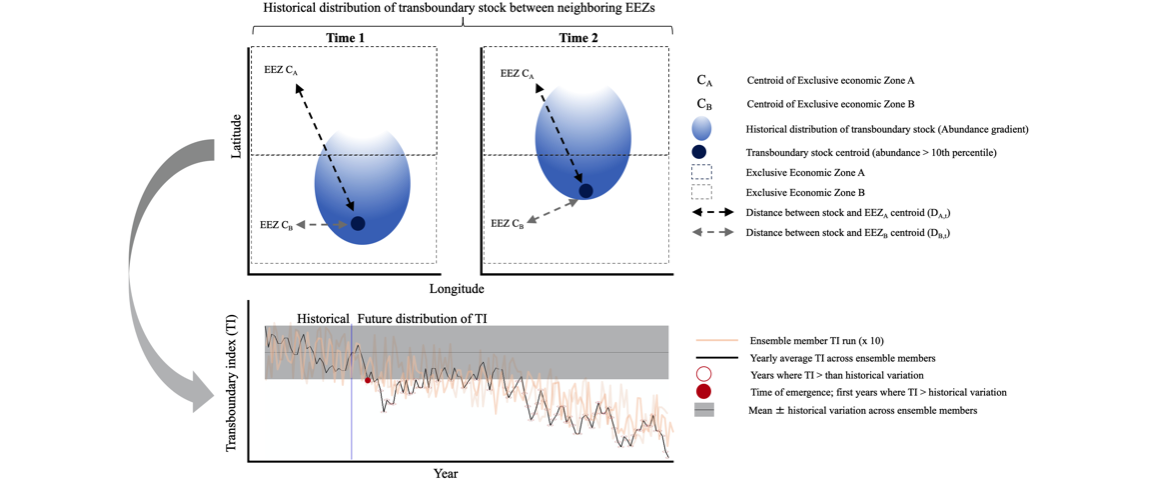 Historical distribution of transboundary stock between neighboring EEZs
Time 1
Time 2
EEZ CA
EEZ CB
EEZ CA
EEZ CB
Latitude
Longitude
CA Centroid of Exclusive economic Zone A
CB Centroid of Exclusive economic Zone B
Historical distribution of transboundary stock (Abundance gradient)
Transboundary stock centroid (abundance > 10th percentile)
Exclusive Economic Zone A
Exclusive Economic Zone B
Distance between stock and EEZA centroid (DA,t)
Distance between stock and EEZB centroid (DB,t)
Transboundary index (TI)
Historical
Future distribution of TI
Year
Ensemble member TI run (x 10)
Yearly average TI across ensemble members
Years where TI > than historical variation
Time of emergence; first years where TI > historical variation
Mean ± historical variation across ensemble members